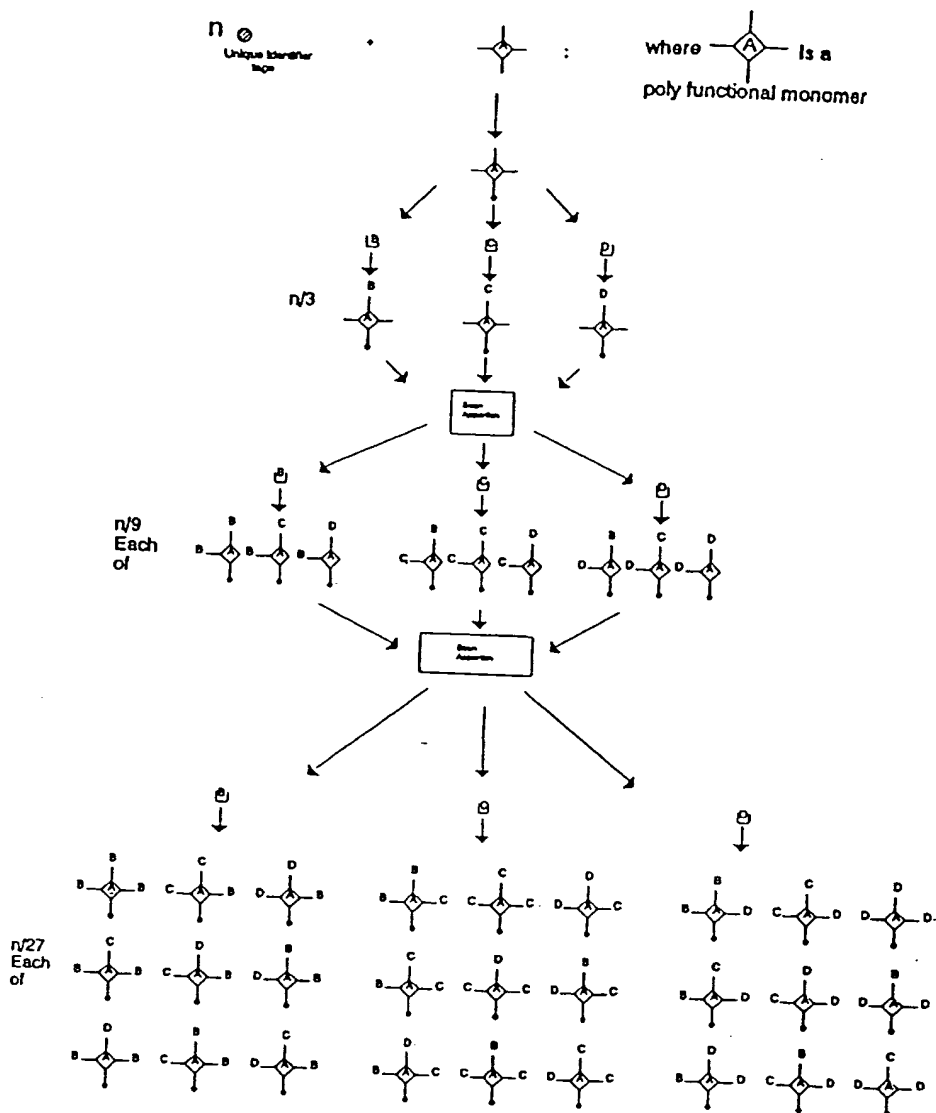 n
Unique Identifier
tags
+
A
:
where A is a
poly functional monomer
A
B C D
n/3
B C D
A A A
B C D
n/9
Each
of
B C D B C D B C D
B A B A B A C A C A C A D A D A D A
B C D
B C D B C D B C D
B A B C A B D A B B A C C A C D A C B A D C A D D A D
n/27
Each
of
C D B C D B C D B
B A B C A B D A B B A C C A C D A C B A D C A D D A D
D B C D B C D B C
B A B C A B D A B B A C C A C D A C B A D C A D D A D